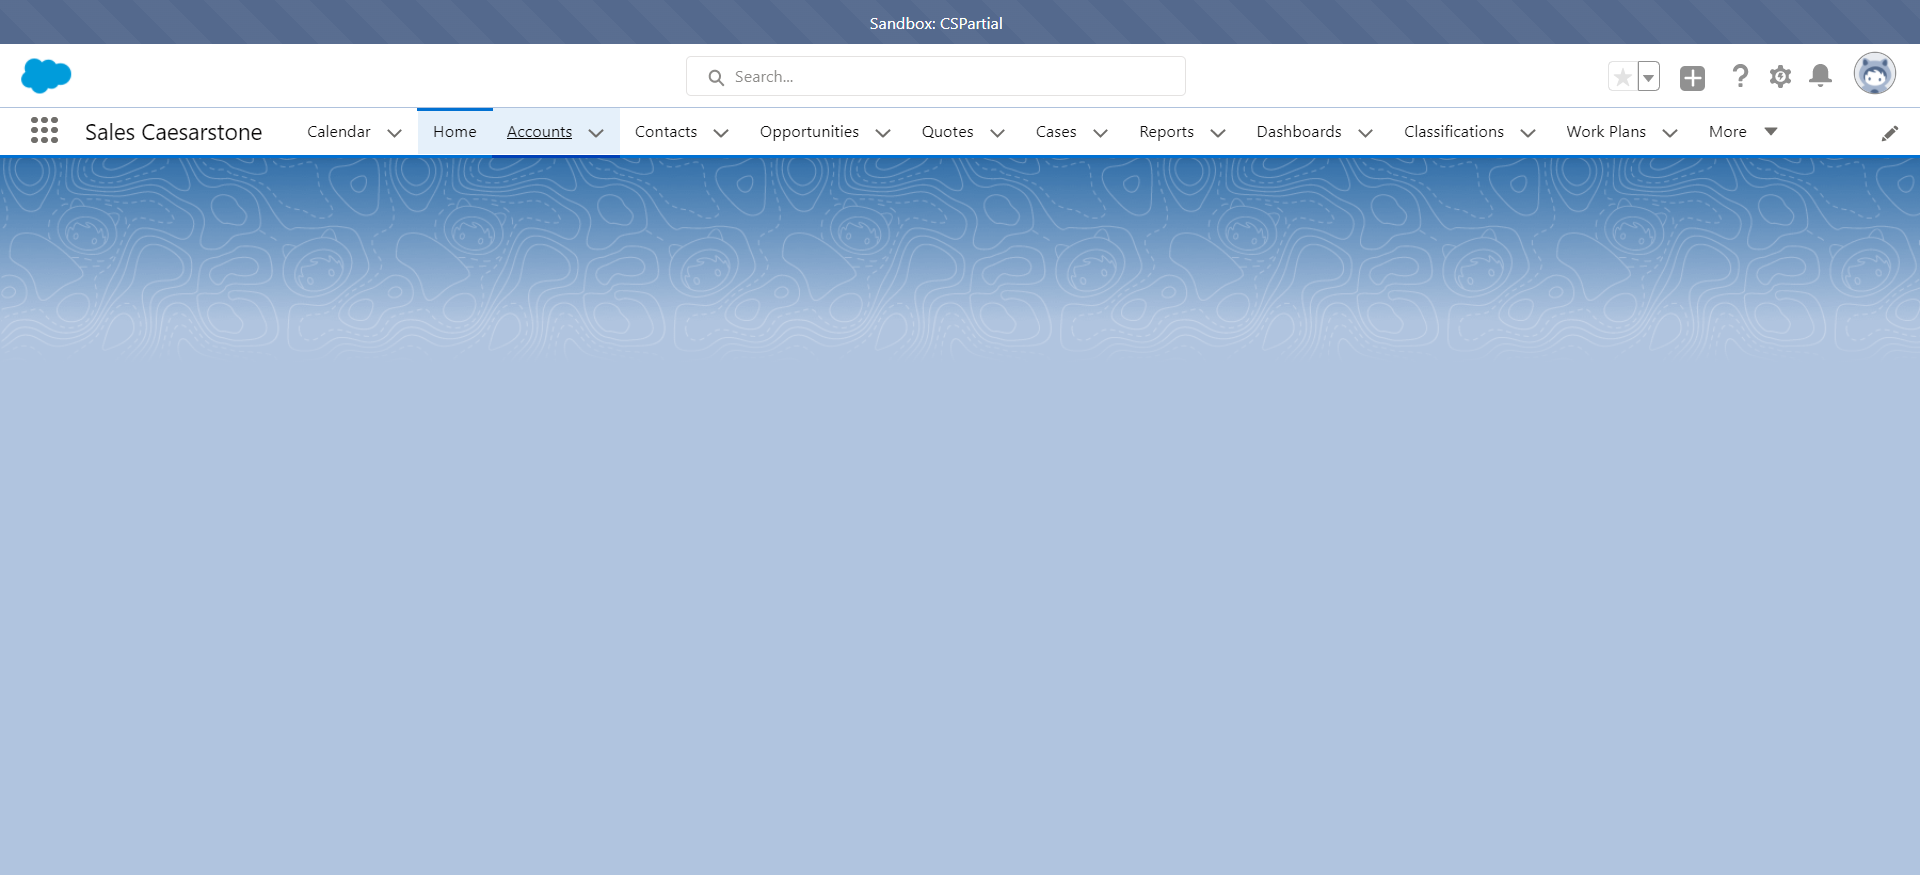 Sandbox: CSPartial
Search...
Sales Caesarstone
Calendar
Home
Accounts
Contacts
Opportunities
Quotes
Cases
Reports
Dashboards
Classifications
Work Plans
More